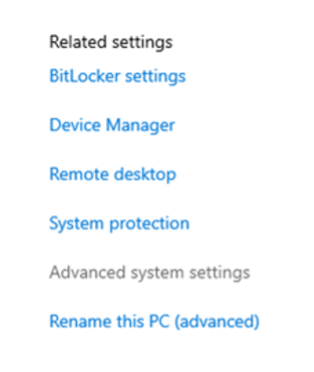 Related settings
BitLocker settings
Device Manager
Remote desktop
System protection
Advanced system settings
Rename this PC (advanced)